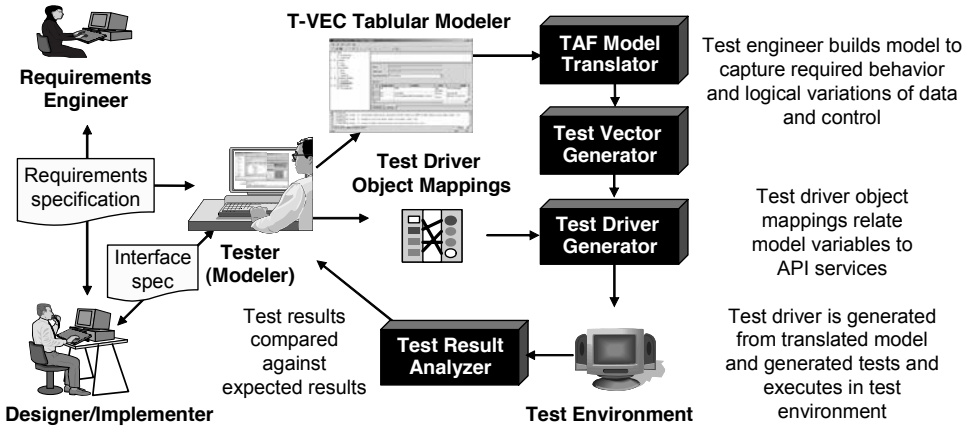 T-VEC Tablular Modeler
Requirements
Engineer
TAF Model
Translator
Test engineer builds model to
capture required behavior
and logical variations of data
and control
Test Vector
Generator
Requirements
specification
Test Driver
Object Mappings
Tester
(Modeler)
Test Driver
Generator
Test driver object
mappings relate
model variables to
API services
Interface
spec
Test results
compared
against
expected results
Test Result
Analyzer
Test driver is generated
from translated model
and generated tests and
executes in test
environment
Designer/Implementer
Test Environment